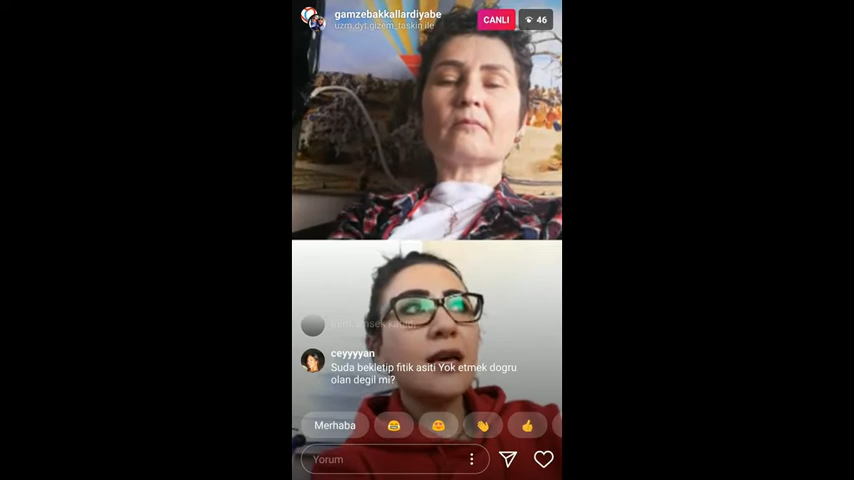 gamzebakkallardiyabe
uzm.dyt.gizem_taskin ile
CANLI
46
ceyyyyan
Suda bekletip fitik asiti Yok etmek dogru
olan degil mi?
Merhaba
Yorum